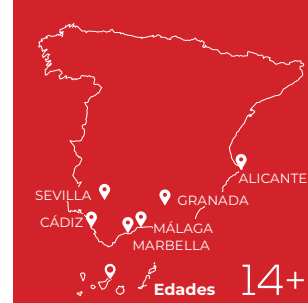 ALICANTE
SEVILLA
GRANADA
CÁDIZ
MÁLAGA
MARBELLA
Edades 14+